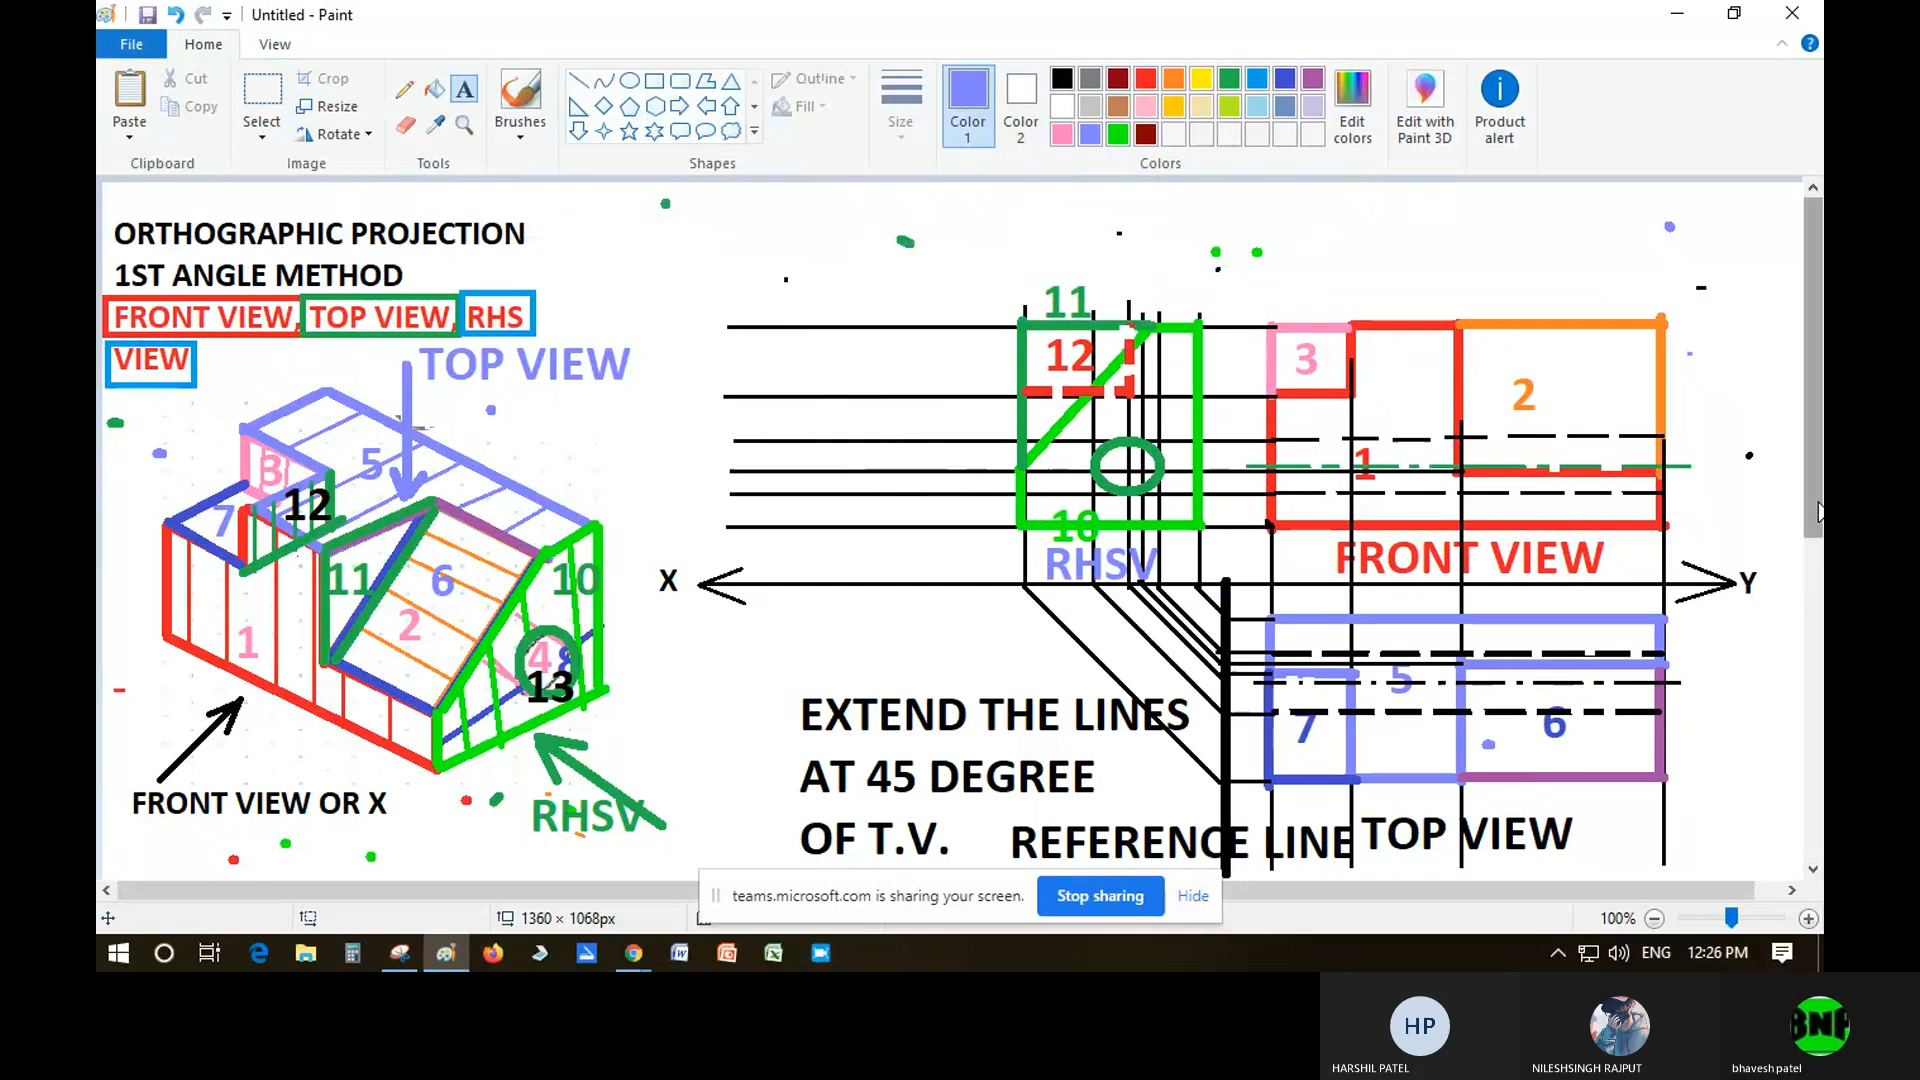 Untitled - Paint
File Home View
Paste Cut Copy Select Crop Resize Rotate Brushes Outline Fill Size Color 1 Color 2 Edit colors Edit with Paint 3D Product alert
Clipboard Image Tools Shapes Colors
ORTHOGRAPHIC PROJECTION
1ST ANGLE METHOD
FRONT VIEW, TOP VIEW, RHS
VIEW
TOP VIEW
3
5
12
7
11
6
10
2
1
4
8
13
FRONT VIEW OR X
RHSV
11
12
10
RHSV
3
2
1
FRONT VIEW
X
Y
5
7
6
EXTEND THE LINES
AT 45 DEGREE
OF T.V.
REFERENCE LINE
TOP VIEW
teams.microsoft.com is sharing your screen. Stop sharing Hide
1360 × 1068px
100%
ENG 12:26 PM
HP
BNP
HARSHIL PATEL
NILESHSINGH RAJPUT
bhavesh patel